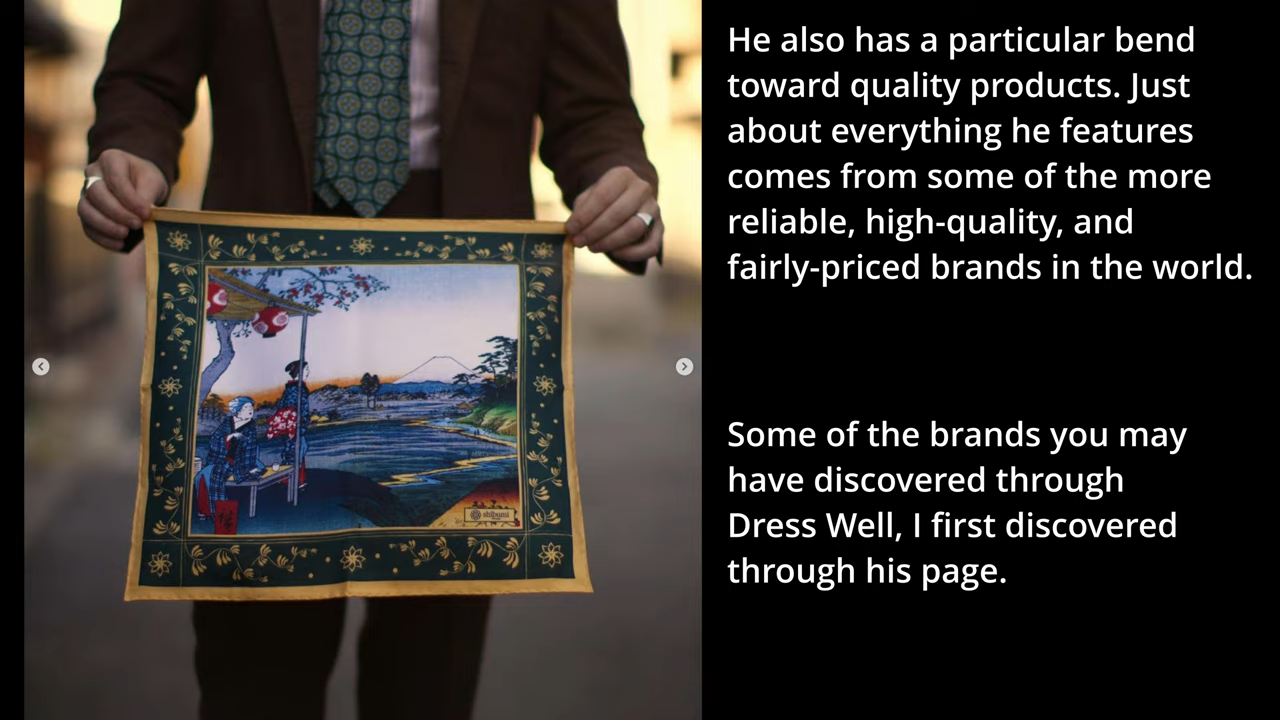 He also has a particular bend
toward quality products. Just
about everything he features
comes from some of the more
reliable, high-quality, and
fairly-priced brands in the world.
Some of the brands you may
have discovered through
Dress Well, I first discovered
through his page.
shibumi